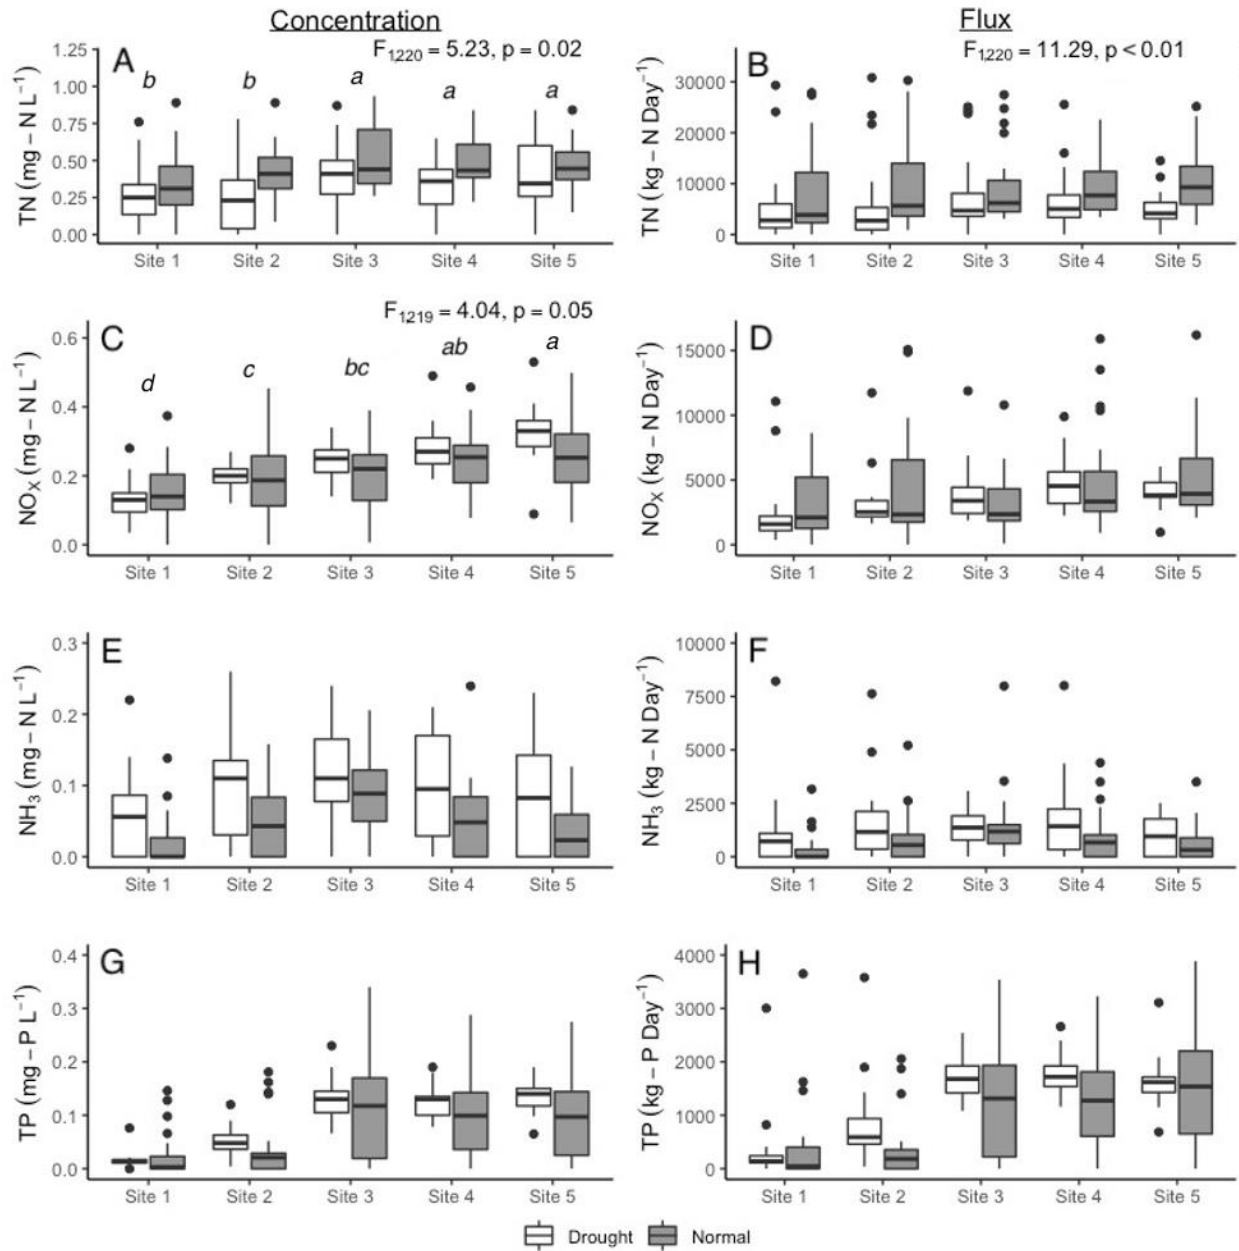 Concentration
Flux
F1,220 = 5.23, p = 0.02
F1,220 = 11.29, p < 0.01
A
b b a a a
TN (mg – N L⁻¹)
1.25
1.00
0.75
0.50
0.25
0.00
Site 1 Site 2 Site 3 Site 4 Site 5
B
TN (kg – N Day⁻¹)
30000
20000
10000
0
Site 1 Site 2 Site 3 Site 4 Site 5
F1,219 = 4.04, p = 0.05
C
d c bc ab a
NOX (mg – N L⁻¹)
0.6
0.4
0.2
0.0
Site 1 Site 2 Site 3 Site 4 Site 5
D
NOX (kg – N Day⁻¹)
15000
10000
5000
0
Site 1 Site 2 Site 3 Site 4 Site 5
E
NH₃ (mg – N L⁻¹)
0.3
0.2
0.1
0.0
Site 1 Site 2 Site 3 Site 4 Site 5
F
NH₃ (kg – N Day⁻¹)
10000
7500
5000
2500
0
Site 1 Site 2 Site 3 Site 4 Site 5
G
TP (mg – P L⁻¹)
0.4
0.3
0.2
0.1
0.0
Site 1 Site 2 Site 3 Site 4 Site 5
H
TP (kg – P Day⁻¹)
4000
3000
2000
1000
0
Site 1 Site 2 Site 3 Site 4 Site 5
Drought Normal